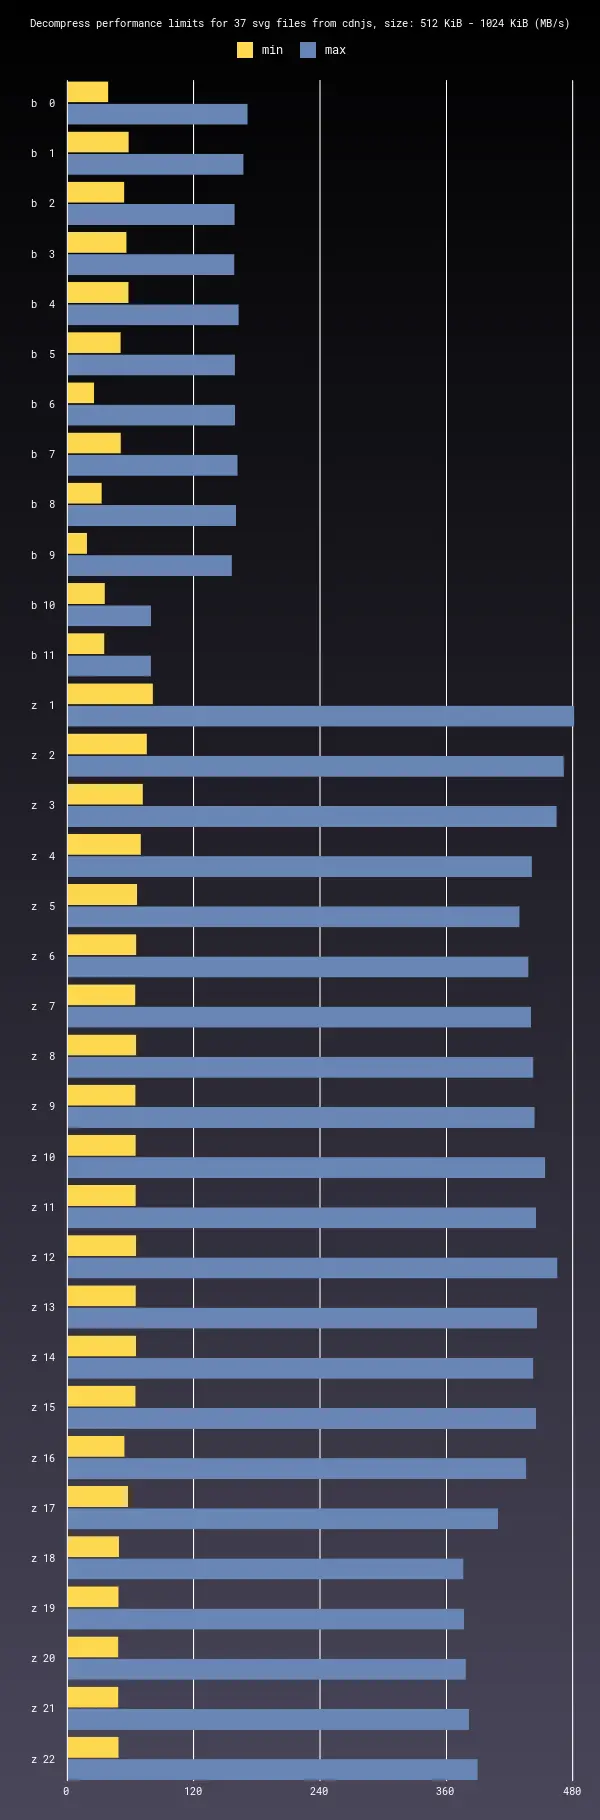 Decompress performance limits for 37 svg files from cdnjs, size: 512 KiB - 1024 KiB (MB/s)
min max
b 0
b 1
b 2
b 3
b 4
b 5
b 6
b 7
b 8
b 9
b 10
b 11
z 1
z 2
z 3
z 4
z 5
z 6
z 7
z 8
z 9
z 10
z 11
z 12
z 13
z 14
z 15
z 16
z 17
z 18
z 19
z 20
z 21
z 22
0 120 240 360 480